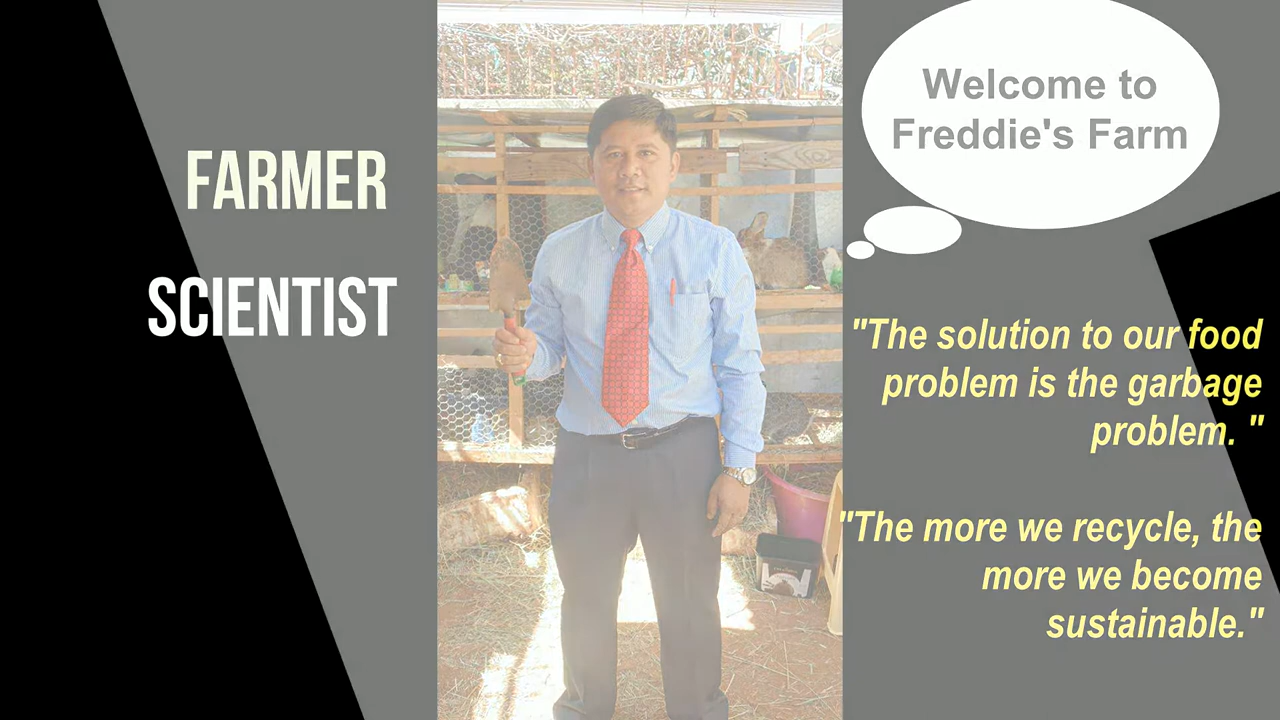 FARMER
SCIENTIST
Welcome to
Freddie's Farm
"The solution to our food
problem is the garbage
problem. "
"The more we recycle, the
more we become
sustainable."